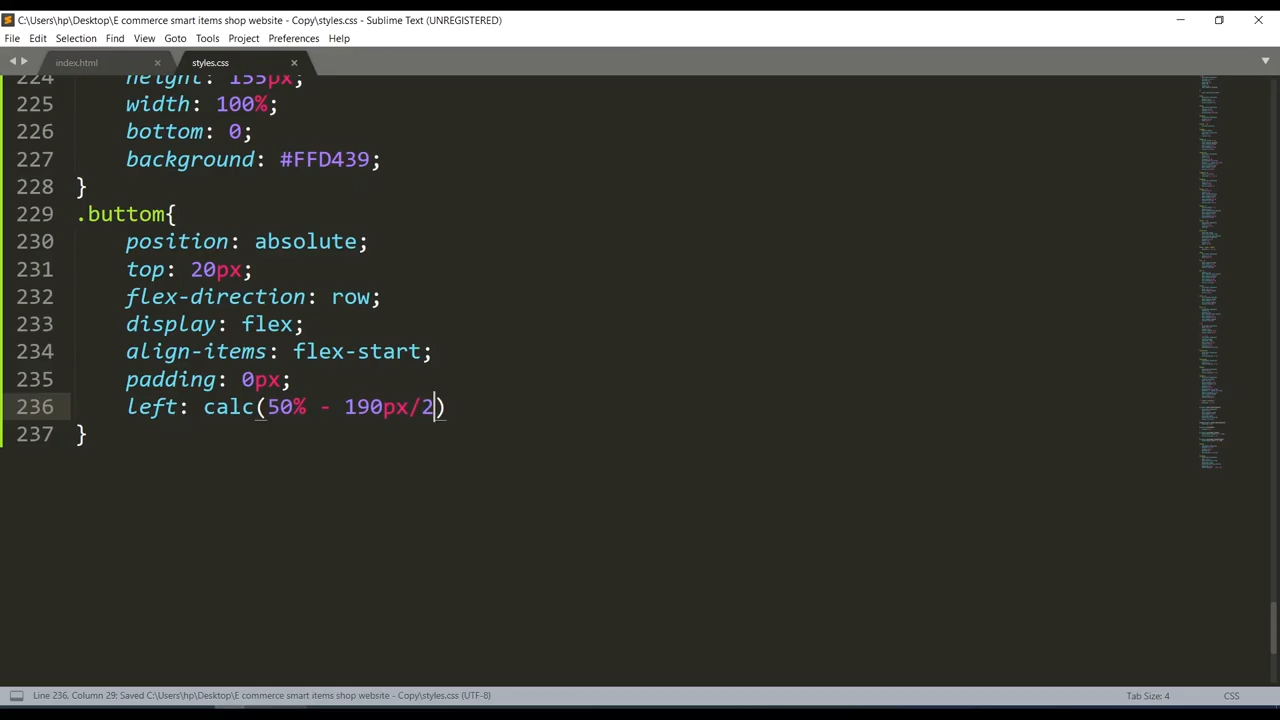 C:\Users\hp\Desktop\E commerce smart items shop website - Copy\styles.css - Sublime Text (UNREGISTERED)
File Edit Selection Find View Goto Tools Project Preferences Help
index.html styles.css
224 height: 155px;
225 width: 100%;
226 bottom: 0;
227 background: #FFD439;
228 }
229 .buttom{
230 position: absolute;
231 top: 20px;
232 flex-direction: row;
233 display: flex;
234 align-items: flex-start;
235 padding: 0px;
236 left: calc(50% - 190px/2)
237 }
Line 236, Column 29; Saved C:\Users\hp\Desktop\E commerce smart items shop website - Copy\styles.css (UTF-8) Tab Size: 4 CSS